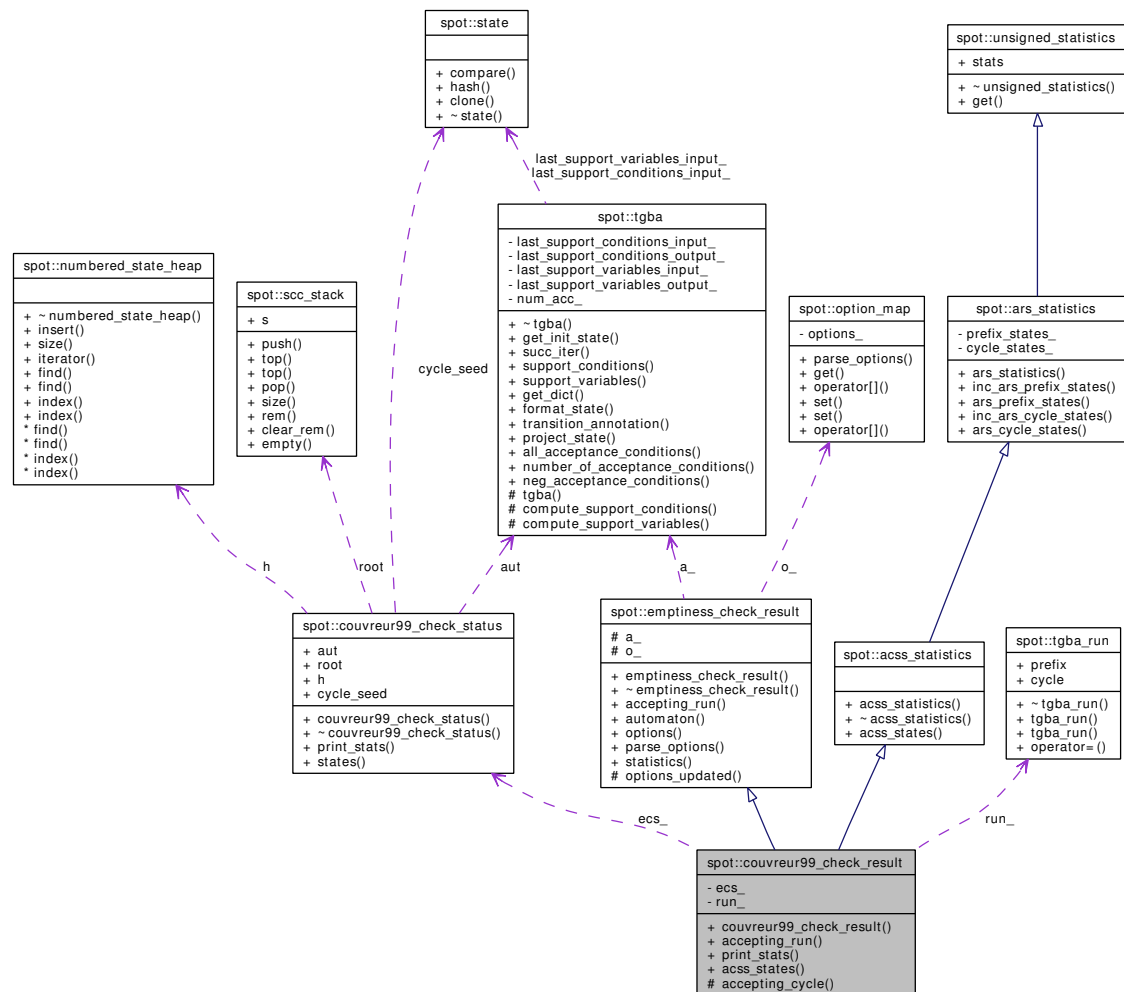 spot::state
+ compare()
+ hash()
+ clone()
+ ~ state()
spot::unsigned_statistics
+ stats
+ ~ unsigned_statistics()
+ get()
last_support_variables_input_
last_support_conditions_input_
spot::tgba
- last_support_conditions_input_
- last_support_conditions_output_
- last_support_variables_input_
- last_support_variables_output_
- num_acc_
+ ~ tgba()
+ get_init_state()
+ succ_iter()
+ support_conditions()
+ support_variables()
+ get_dict()
+ format_state()
+ transition_annotation()
+ project_state()
+ all_acceptance_conditions()
+ number_of_acceptance_conditions()
+ neg_acceptance_conditions()
# tgba()
# compute_support_conditions()
# compute_support_variables()
spot::numbered_state_heap
+ ~ numbered_state_heap()
+ insert()
+ size()
+ iterator()
+ find()
+ find()
+ index()
+ index()
* find()
* find()
* index()
* index()
spot::scc_stack
+ s
+ push()
+ top()
+ top()
+ pop()
+ size()
+ rem()
+ clear_rem()
+ empty()
cycle_seed
spot::option_map
- options_
+ parse_options()
+ get()
+ operator[]()
+ set()
+ set()
+ operator[]()
spot::ars_statistics
- prefix_states_
- cycle_states_
+ ars_statistics()
+ inc_ars_prefix_states()
+ ars_prefix_states()
+ inc_ars_cycle_states()
+ ars_cycle_states()
h
root
aut
a_
o_
spot::couvreur99_check_status
+ aut
+ root
+ h
+ cycle_seed
+ couvreur99_check_status()
+ ~ couvreur99_check_status()
+ print_stats()
+ states()
spot::emptiness_check_result
# a_
# o_
+ emptiness_check_result()
+ ~ emptiness_check_result()
+ accepting_run()
+ automaton()
+ options()
+ parse_options()
+ statistics()
# options_updated()
spot::acss_statistics
+ acss_statistics()
+ ~ acss_statistics()
+ acss_states()
spot::tgba_run
+ prefix
+ cycle
+ ~ tgba_run()
+ tgba_run()
+ tgba_run()
+ operator= ()
ecs_
run_
spot::couvreur99_check_result
- ecs_
- run_
+ couvreur99_check_result()
+ accepting_run()
+ print_stats()
+ acss_states()
# accepting_cycle()